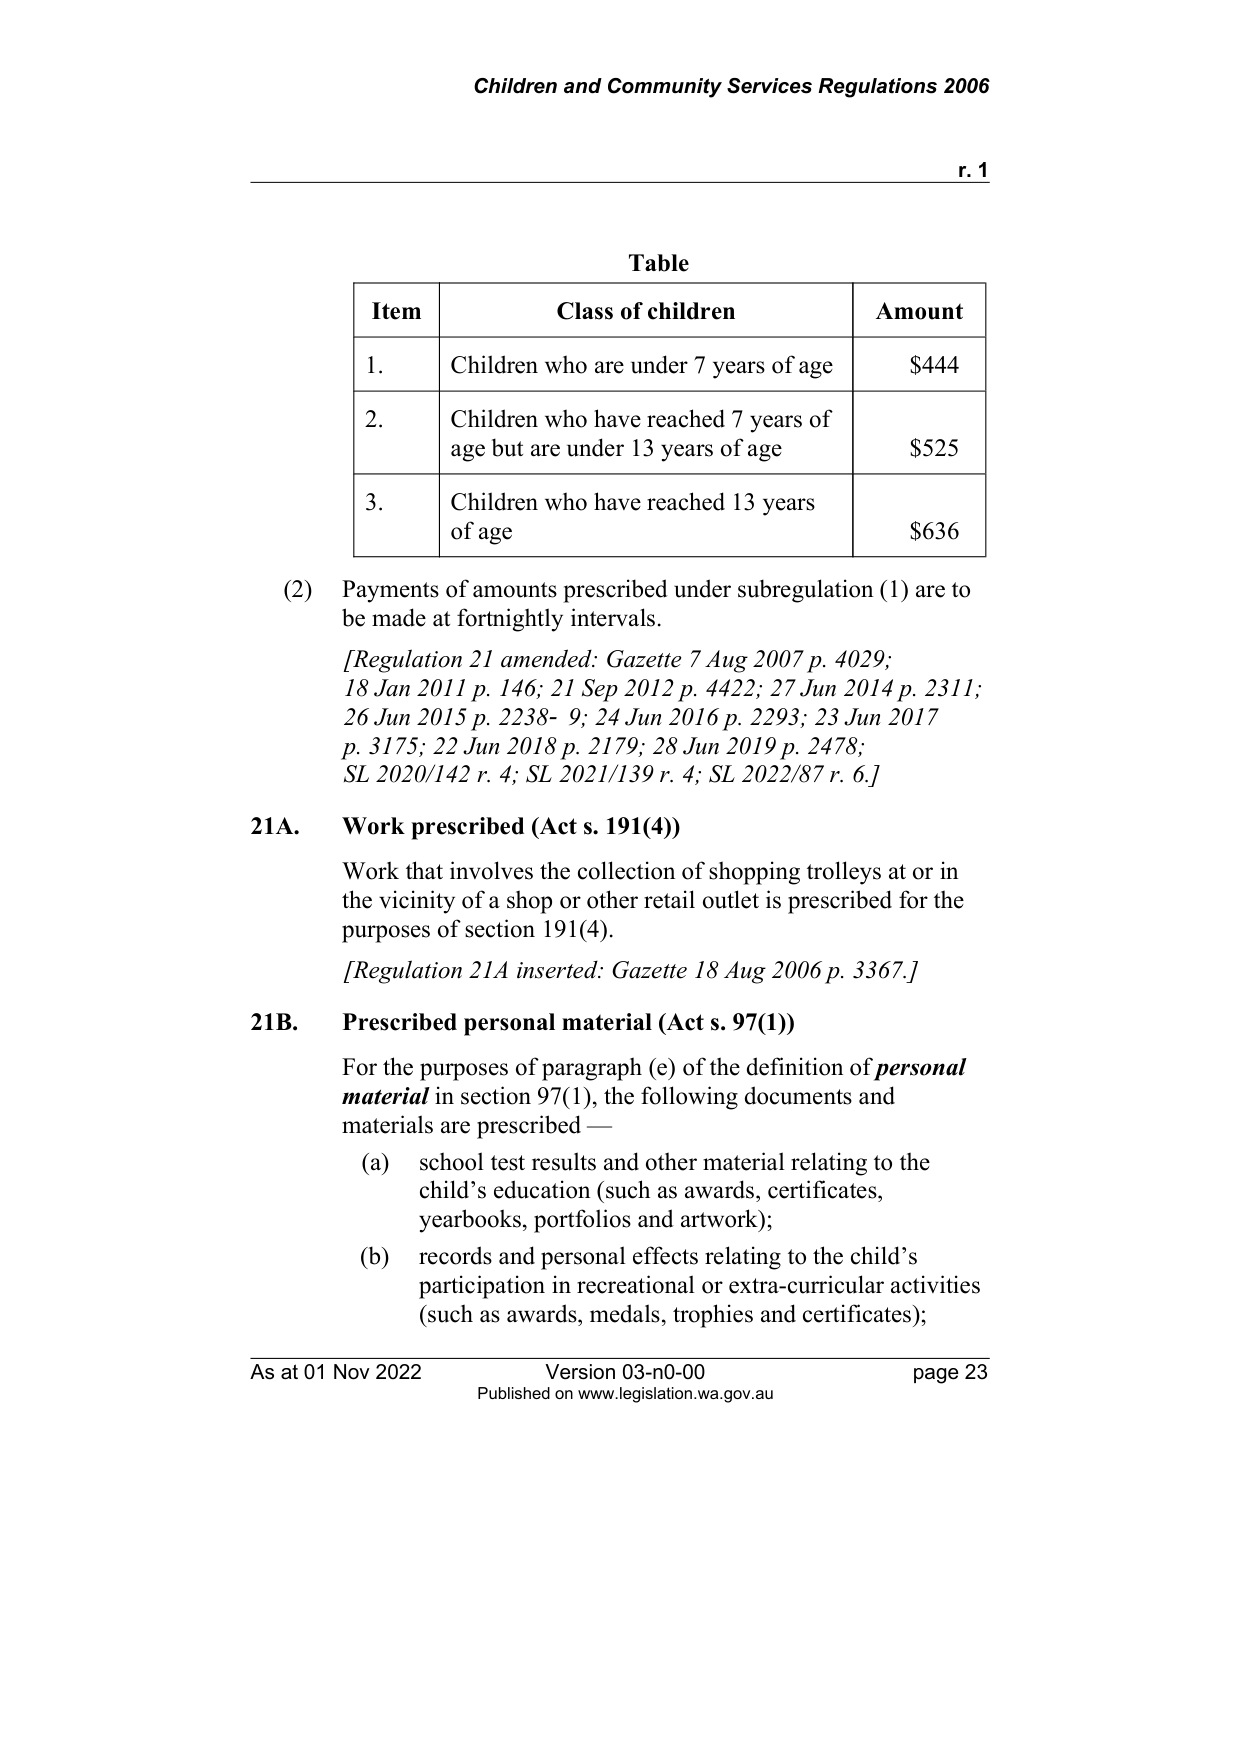 Children and Community Services Regulations 2006
r. 1
Table
Item Class of children Amount
1. Children who are under 7 years of age $444
2. Children who have reached 7 years of
age but are under 13 years of age $525
3. Children who have reached 13 years
of age $636
(2) Payments of amounts prescribed under subregulation (1) are to
be made at fortnightly intervals.
[Regulation 21 amended: Gazette 7 Aug 2007 p. 4029;
18 Jan 2011 p. 146; 21 Sep 2012 p. 4422; 27 Jun 2014 p. 2311;
26 Jun 2015 p. 2238- 9; 24 Jun 2016 p. 2293; 23 Jun 2017
p. 3175; 22 Jun 2018 p. 2179; 28 Jun 2019 p. 2478;
SL 2020/142 r. 4; SL 2021/139 r. 4; SL 2022/87 r. 6.]
21A. Work prescribed (Act s. 191(4))
Work that involves the collection of shopping trolleys at or in
the vicinity of a shop or other retail outlet is prescribed for the
purposes of section 191(4).
[Regulation 21A inserted: Gazette 18 Aug 2006 p. 3367.]
21B. Prescribed personal material (Act s. 97(1))
For the purposes of paragraph (e) of the definition of personal
material in section 97(1), the following documents and
materials are prescribed —
(a) school test results and other material relating to the
child’s education (such as awards, certificates,
yearbooks, portfolios and artwork);
(b) records and personal effects relating to the child’s
participation in recreational or extra-curricular activities
(such as awards, medals, trophies and certificates);
As at 01 Nov 2022 Version 03-n0-00 page 23
Published on www.legislation.wa.gov.au